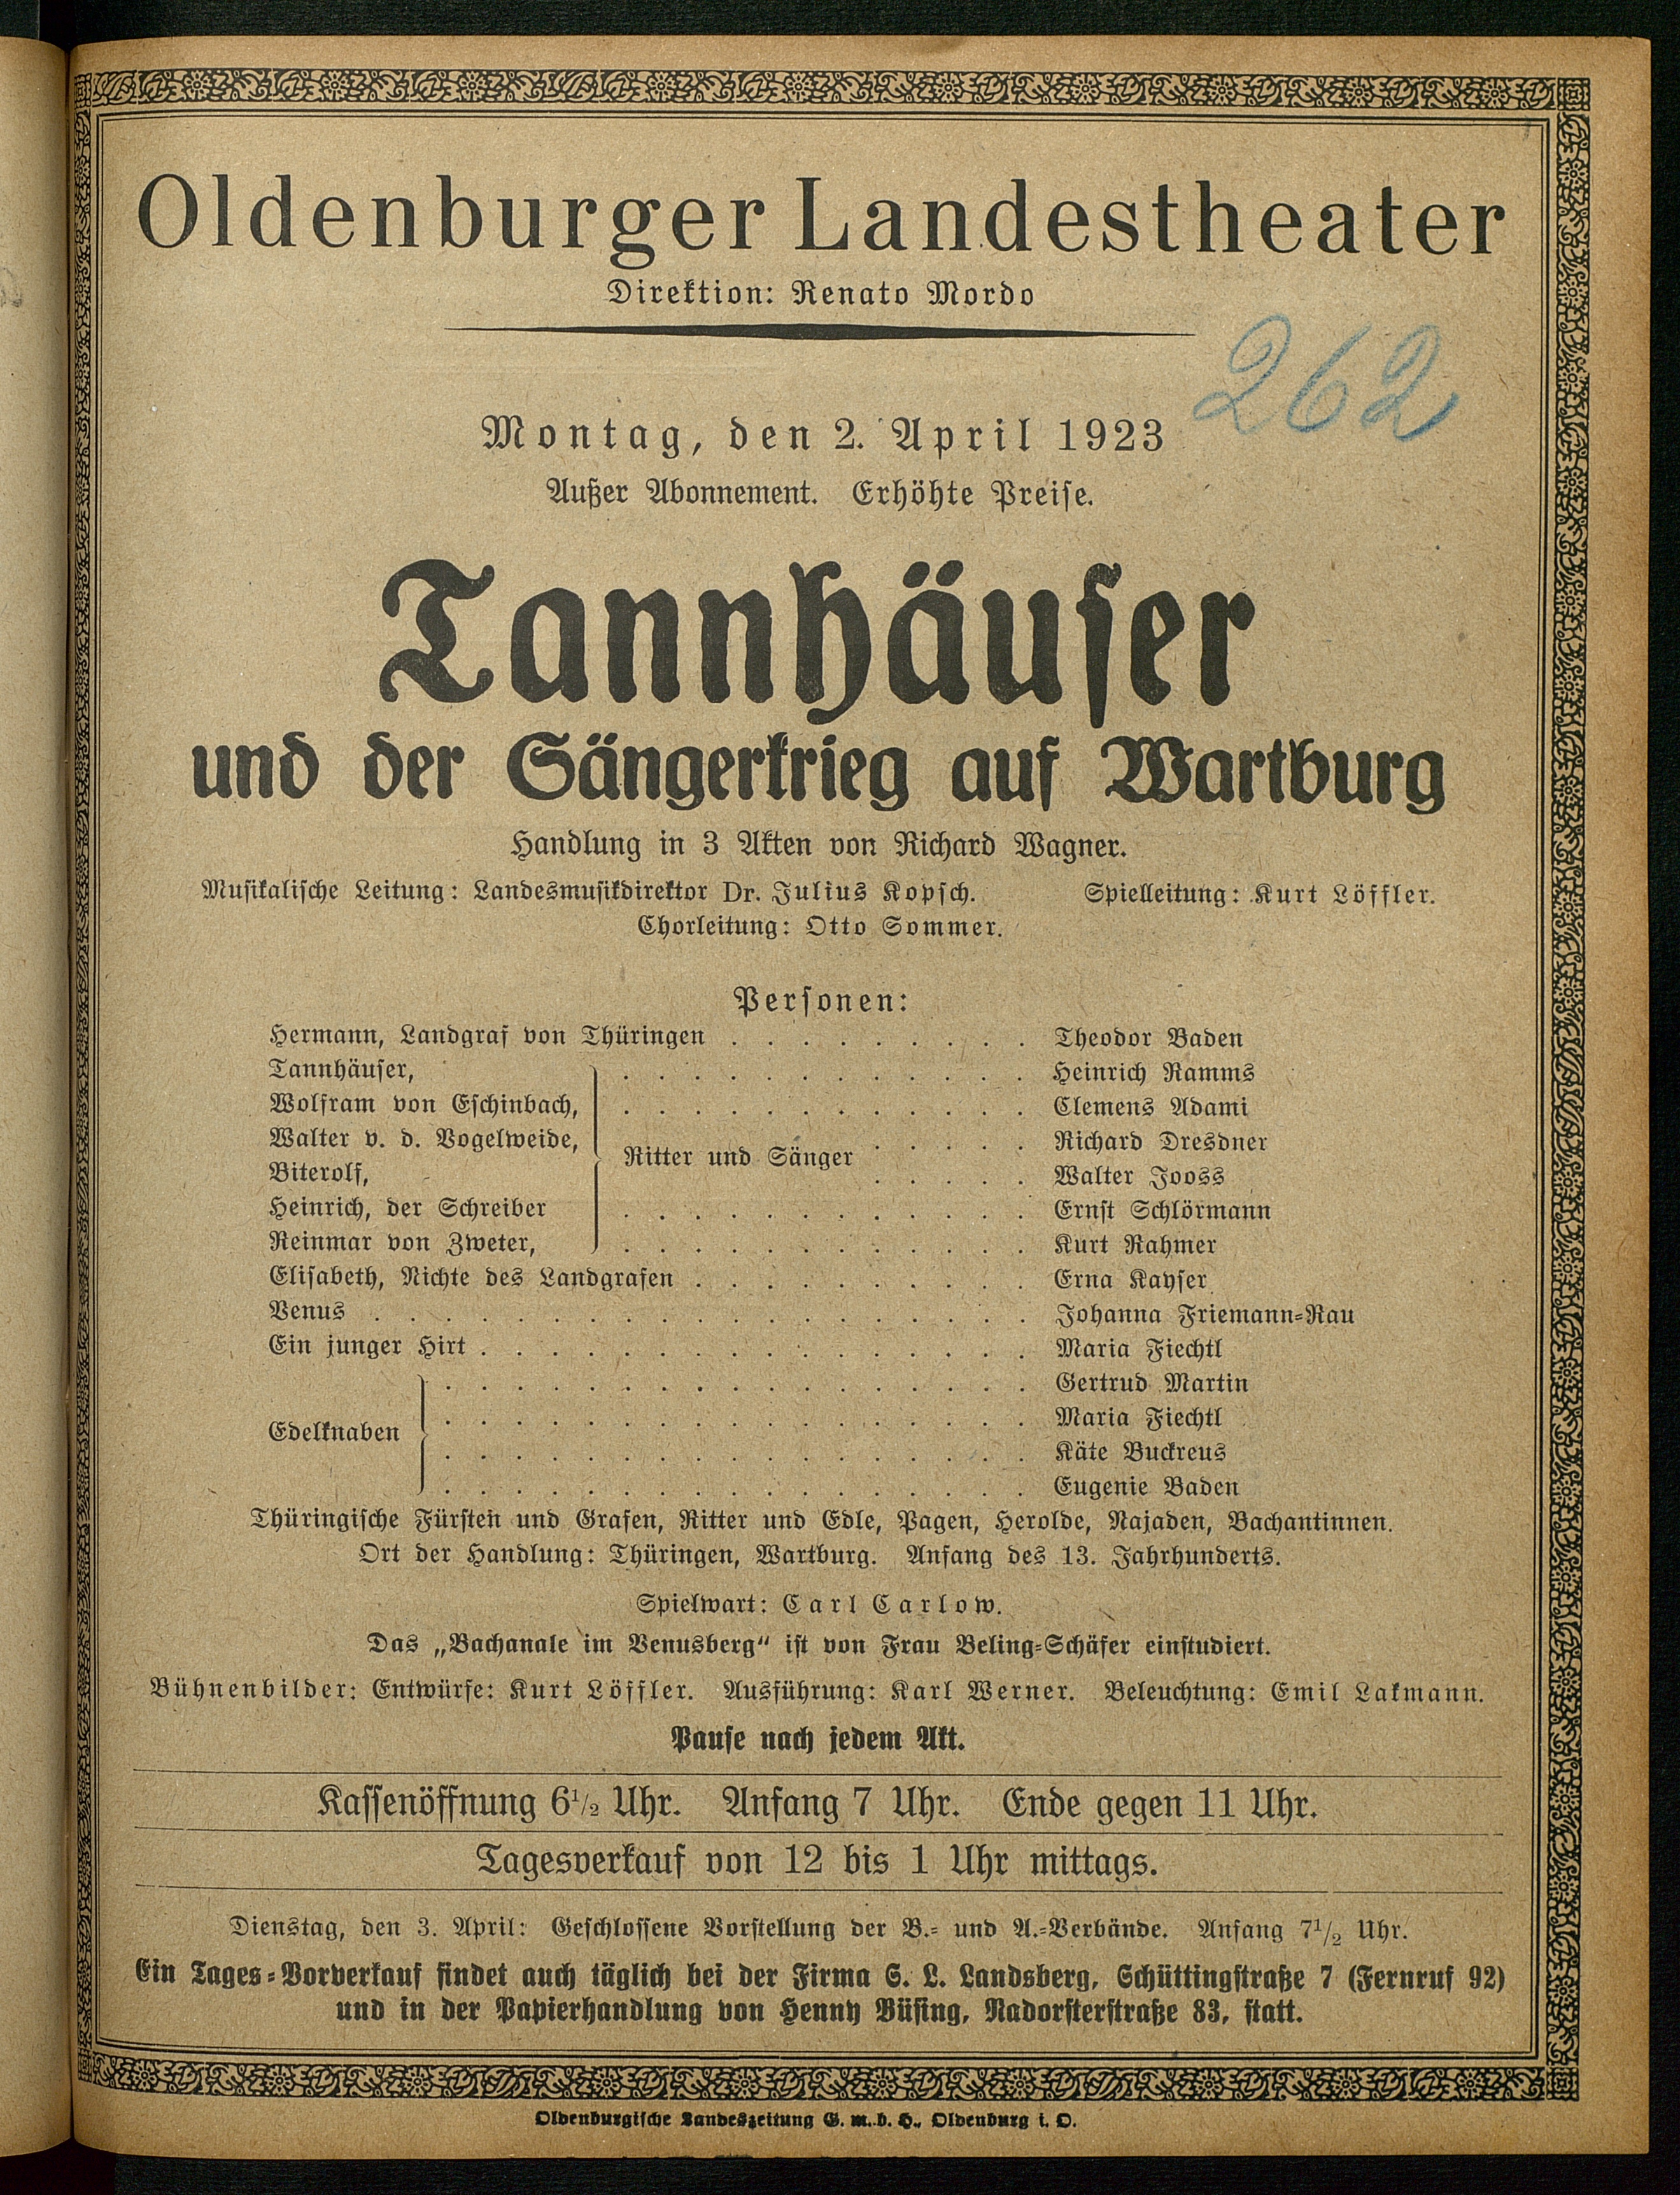 Oldenburger Landestheater
Direktion: Renato Mordo
262
Montag, den 2. April 1923
Außer Abonnement. Erhöhte Preise.
Tannhäuser
und der Sängerkrieg auf Wartburg
Handlung in 3 Akten von Richard Wagner.
Musikalische Leitung: Landesmusikdirektor Dr. Julius Kopsch. Spielleitung: Kurt Löffler.
Chorleitung: Otto Sommer.
Personen:
Hermann, Landgraf von Thüringen . . . . . . . . . Theodor Baden
Tannhäuser, . . . . . . . . . . . . Heinrich Ramms
Wolfram von Eschinbach, . . . . . . . . . . . . Clemens Adami
Walter v. d. Vogelweide, . . . . . Richard Dresdner
Ritter und Sänger
Biterolf, . . . . . Walter Jooss
Heinrich, der Schreiber . . . . . . . . . . . . Ernst Schlörmann
Reinmar von Zweter, . . . . . . . . . . . . Kurt Rahmer
Elisabeth, Nichte des Landgrafen . . . . . . . . . . Erna Kayser
Venus . . . . . . . . . . . . . . . . . . . Johanna Friemann-Rau
Ein junger Hirt . . . . . . . . . . . . . . . . Maria Fiechtl
. . . . . . . . . . . . . . . . . Gertrud Martin
. . . . . . . . . . . . . . . . . Maria Fiechtl
Edelknaben
. . . . . . . . . . . . . . . . . Käte Buckreus
. . . . . . . . . . . . . . . . . Eugenie Baden
Thüringische Fürsten und Grafen, Ritter und Edle, Pagen, Herolde, Najaden, Bachantinnen.
Ort der Handlung: Thüringen, Wartburg. Anfang des 13. Jahrhunderts.
Spielwart: Carl Carlow.
Das „Bachanale im Venusberg“ ist von Frau Beling-Schäfer einstudiert.
Bühnenbilder: Entwürfe: Kurt Löffler. Ausführung: Karl Werner. Beleuchtung: Emil Lakmann.
Pause nach jedem Akt.
Kassenöffnung 6½ Uhr. Anfang 7 Uhr. Ende gegen 11 Uhr.
Tagesverkauf von 12 bis 1 Uhr mittags.
Dienstag, den 3. April: Geschlossene Vorstellung der B.- und A.-Verbände. Anfang 7½ Uhr.
Ein Tages-Vorverkauf findet auch täglich bei der Firma S. L. Landsberg, Schüttingstraße 7 (Fernruf 92)
und in der Papierhandlung von Henny Büsing, Nadorsterstraße 83, statt.
Oldenburgische Landeszeitung G. m. b. H., Oldenburg i. O.